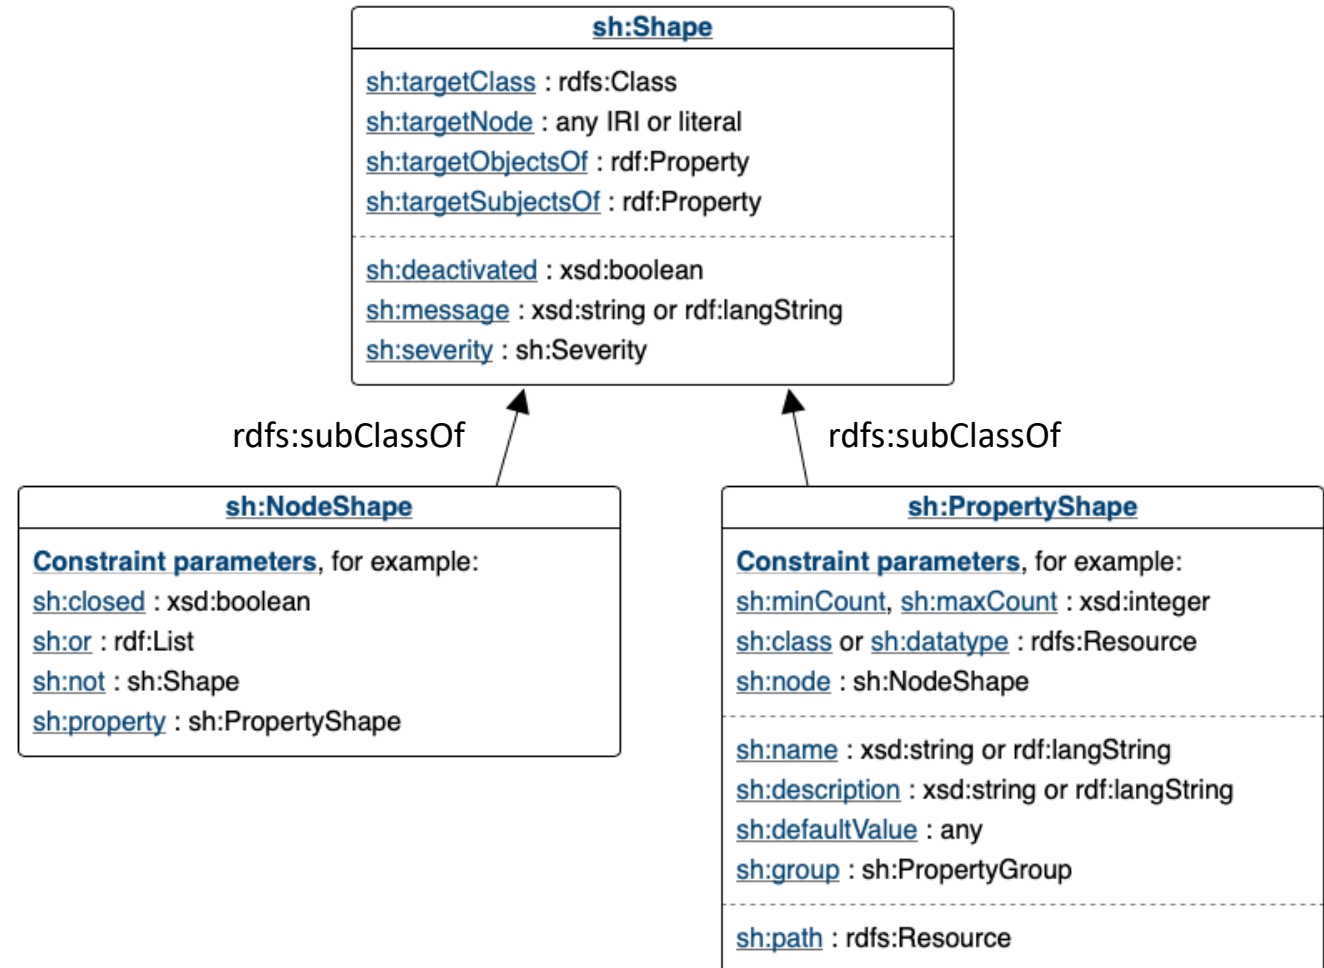 sh:Shape
sh:targetClass : rdfs:Class
sh:targetNode : any IRI or literal
sh:targetObjectsOf : rdf:Property
sh:targetSubjectsOf : rdf:Property
sh:deactivated : xsd:boolean
sh:message : xsd:string or rdf:langString
sh:severity : sh:Severity
rdfs:subClassOf
rdfs:subClassOf
sh:NodeShape
Constraint parameters, for example:
sh:closed : xsd:boolean
sh:or : rdf:List
sh:not : sh:Shape
sh:property : sh:PropertyShape
sh:PropertyShape
Constraint parameters, for example:
sh:minCount, sh:maxCount : xsd:integer
sh:class or sh:datatype : rdfs:Resource
sh:node : sh:NodeShape
sh:name : xsd:string or rdf:langString
sh:description : xsd:string or rdf:langString
sh:defaultValue : any
sh:group : sh:PropertyGroup
sh:path : rdfs:Resource